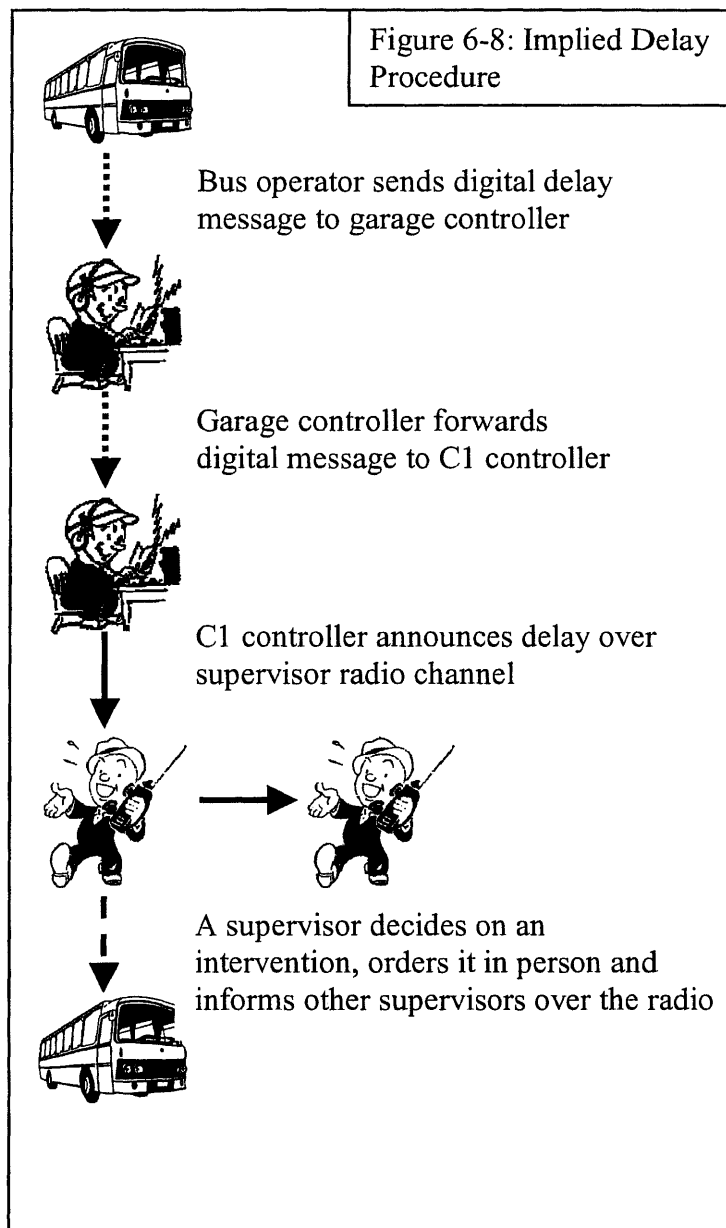 Figure 6-8: Implied Delay
Procedure
Bus operator sends digital delay
message to garage controller
Garage controller forwards
digital message to C1 controller
C1 controller announces delay over
supervisor radio channel
A supervisor decides on an
intervention, orders it in person and
informs other supervisors over the radio